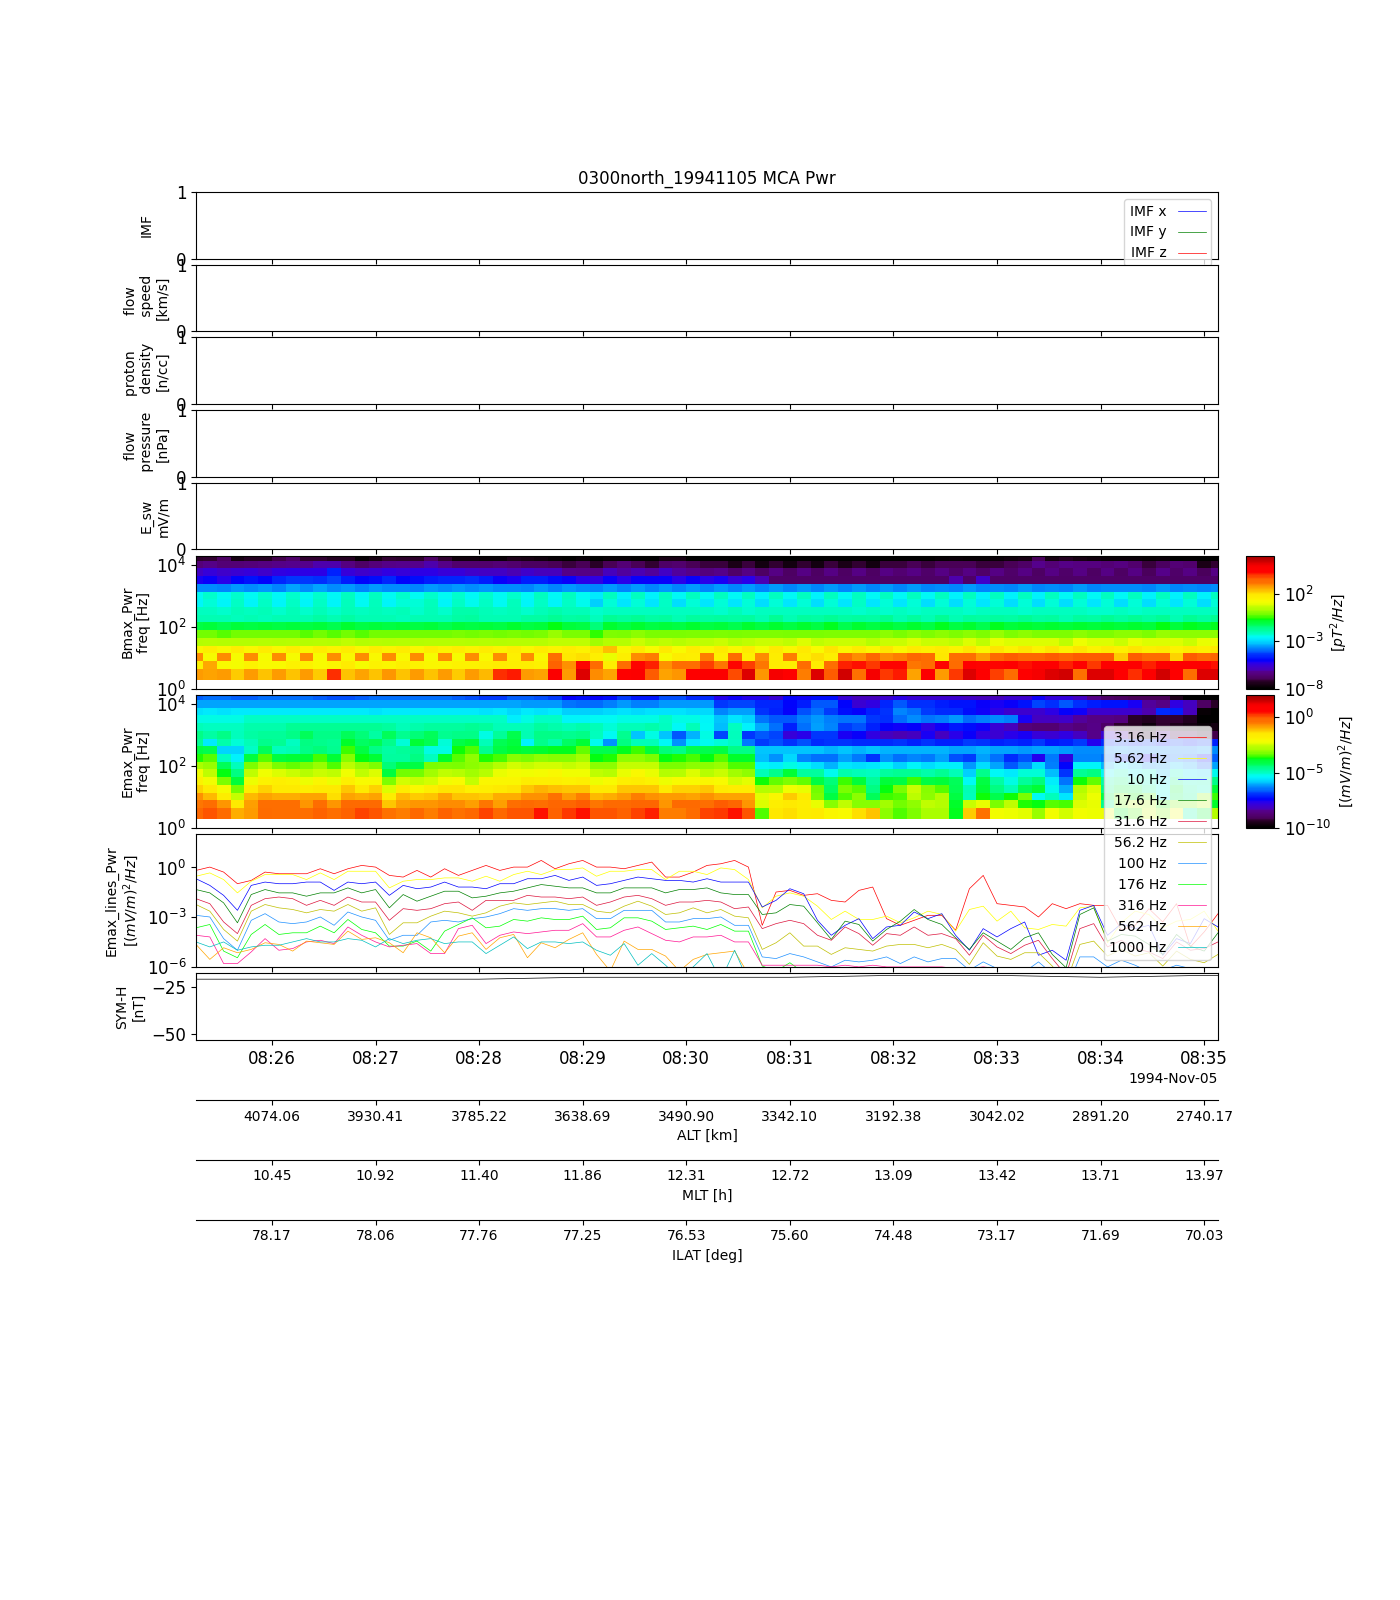 0300north_19941105 MCA Pwr
1
IMF
0
IMF x
IMF y
IMF z
1
flow
speed
[km/s]
0
1
proton
density
[n/cc]
0
1
flow
pressure
[nPa]
0
1
E_sw
mV/m
0
10^4
10^2
10^0
Bmax_Pwr
freq [Hz]
10^2
10^-3
10^-8
[pT^2/Hz]
10^4
10^2
10^0
Emax_Pwr
freq [Hz]
10^0
10^-5
10^-10
[(mV/m)^2/Hz]
3.16 Hz
5.62 Hz
10 Hz
17.6 Hz
31.6 Hz
56.2 Hz
100 Hz
176 Hz
316 Hz
562 Hz
1000 Hz
10^0
10^-3
10^-6
Emax_lines_Pwr
[(mV/m)^2/Hz]
−25
−50
SYM-H
[nT]
08:26 08:27 08:28 08:29 08:30 08:31 08:32 08:33 08:34 08:35
1994-Nov-05
4074.06 3930.41 3785.22 3638.69 3490.90 3342.10 3192.38 3042.02 2891.20 2740.17
ALT [km]
10.45 10.92 11.40 11.86 12.31 12.72 13.09 13.42 13.71 13.97
MLT [h]
78.17 78.06 77.76 77.25 76.53 75.60 74.48 73.17 71.69 70.03
ILAT [deg]